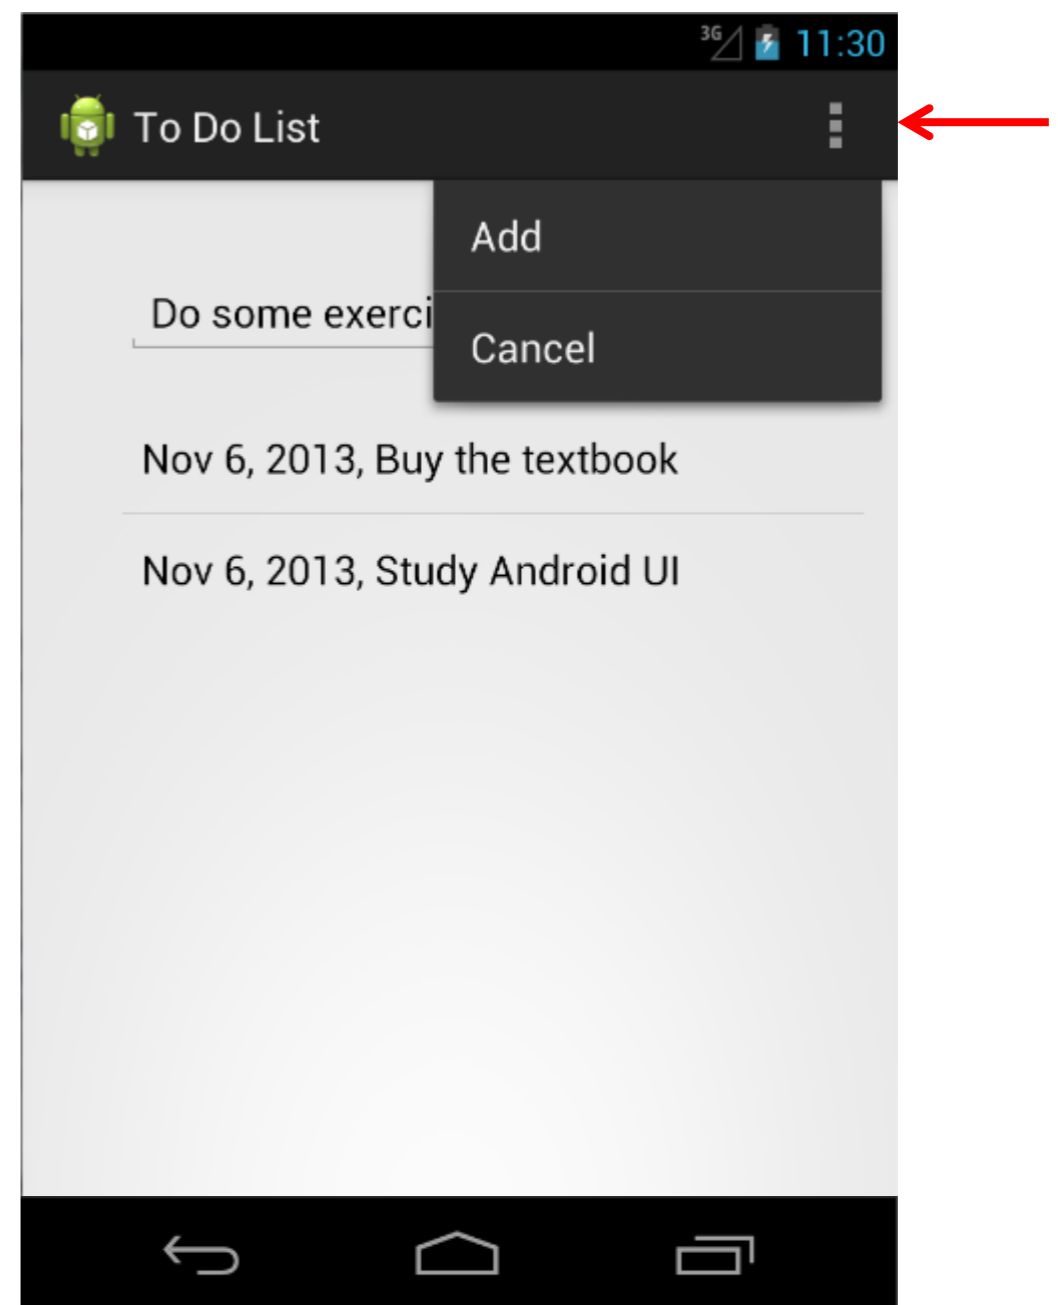 3G 11:30
To Do List
Add
Do some exerci
Cancel
Nov 6, 2013, Buy the textbook
Nov 6, 2013, Study Android UI